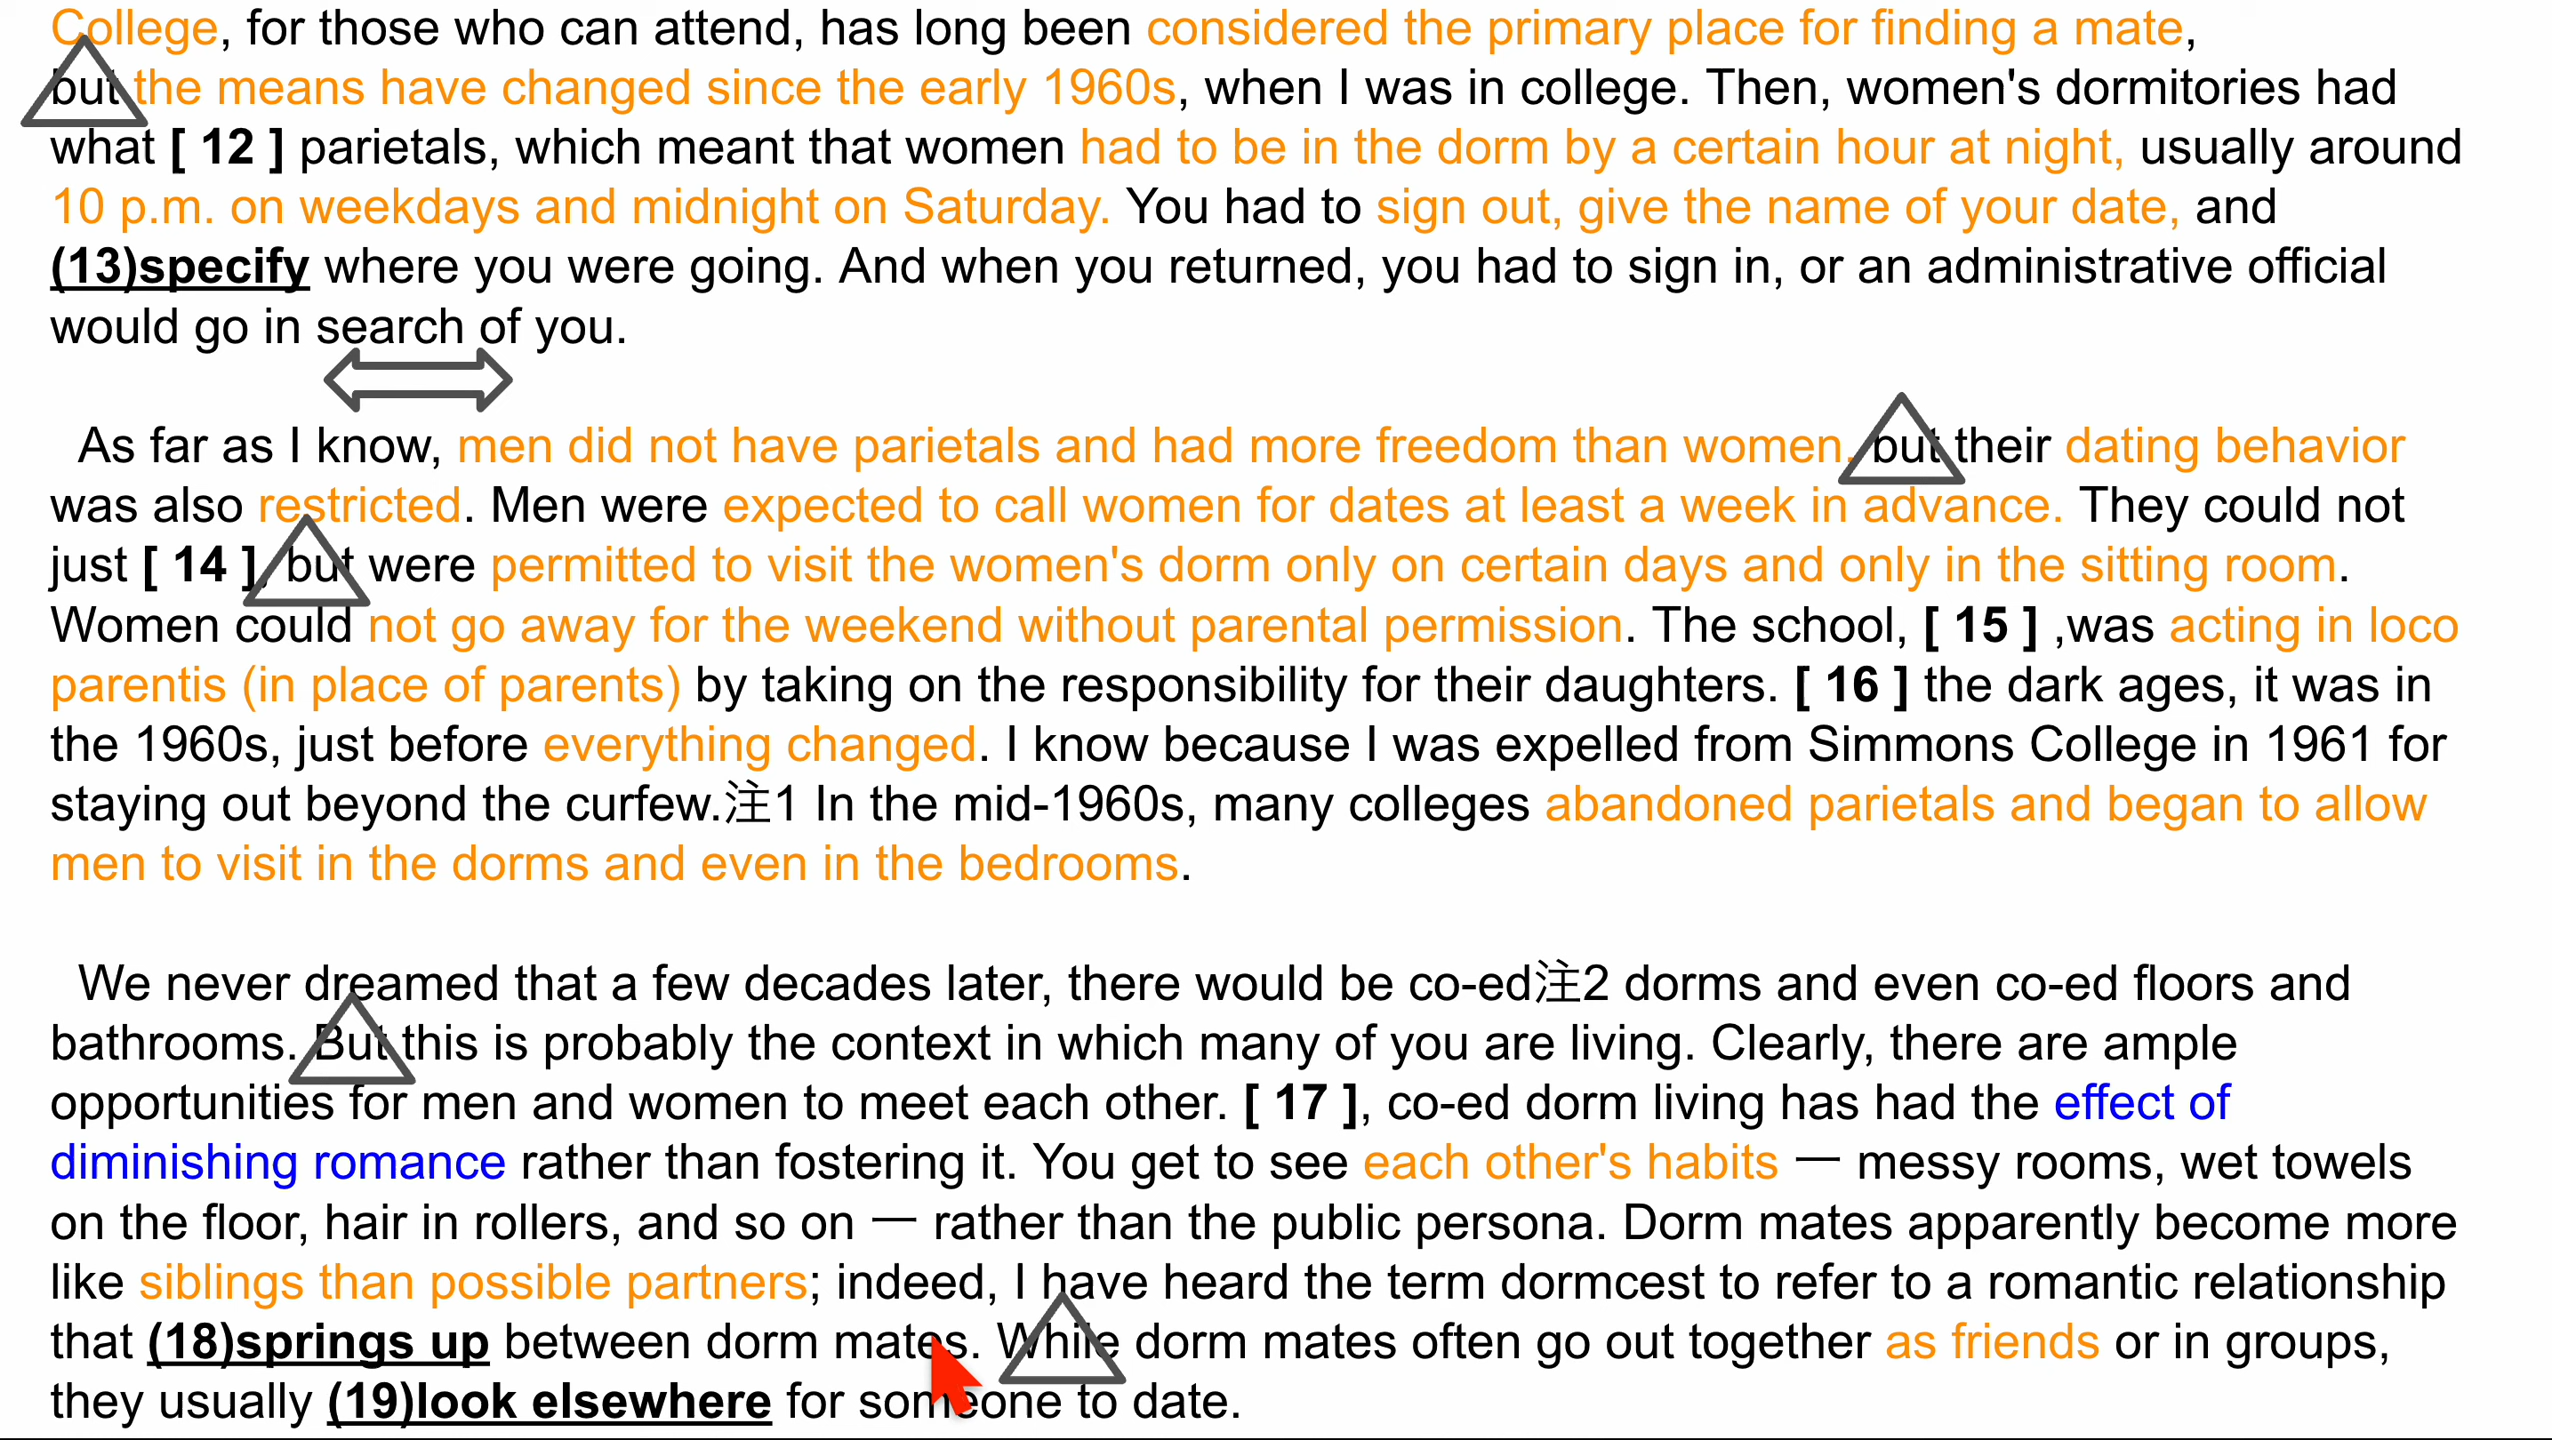 College, for those who can attend, has long been considered the primary place for finding a mate,
but the means have changed since the early 1960s, when I was in college. Then, women's dormitories had
what [ 12 ] parietals, which meant that women had to be in the dorm by a certain hour at night, usually around
10 p.m. on weekdays and midnight on Saturday. You had to sign out, give the name of your date, and
(13)specify where you were going. And when you returned, you had to sign in, or an administrative official
would go in search of you.
As far as I know, men did not have parietals and had more freedom than women, but their dating behavior
was also restricted. Men were expected to call women for dates at least a week in advance. They could not
just [ 14 ], but were permitted to visit the women's dorm only on certain days and only in the sitting room.
Women could not go away for the weekend without parental permission. The school, [ 15 ] ,was acting in loco
parentis (in place of parents) by taking on the responsibility for their daughters. [ 16 ] the dark ages, it was in
the 1960s, just before everything changed. I know because I was expelled from Simmons College in 1961 for
staying out beyond the curfew.注1 In the mid-1960s, many colleges abandoned parietals and began to allow
men to visit in the dorms and even in the bedrooms.
We never dreamed that a few decades later, there would be co-ed注2 dorms and even co-ed floors and
bathrooms. But this is probably the context in which many of you are living. Clearly, there are ample
opportunities for men and women to meet each other. [ 17 ], co-ed dorm living has had the effect of
diminishing romance rather than fostering it. You get to see each other's habits — messy rooms, wet towels
on the floor, hair in rollers, and so on — rather than the public persona. Dorm mates apparently become more
like siblings than possible partners; indeed, I have heard the term dormcest to refer to a romantic relationship
that (18)springs up between dorm mates. While dorm mates often go out together as friends or in groups,
they usually (19)look elsewhere for someone to date.